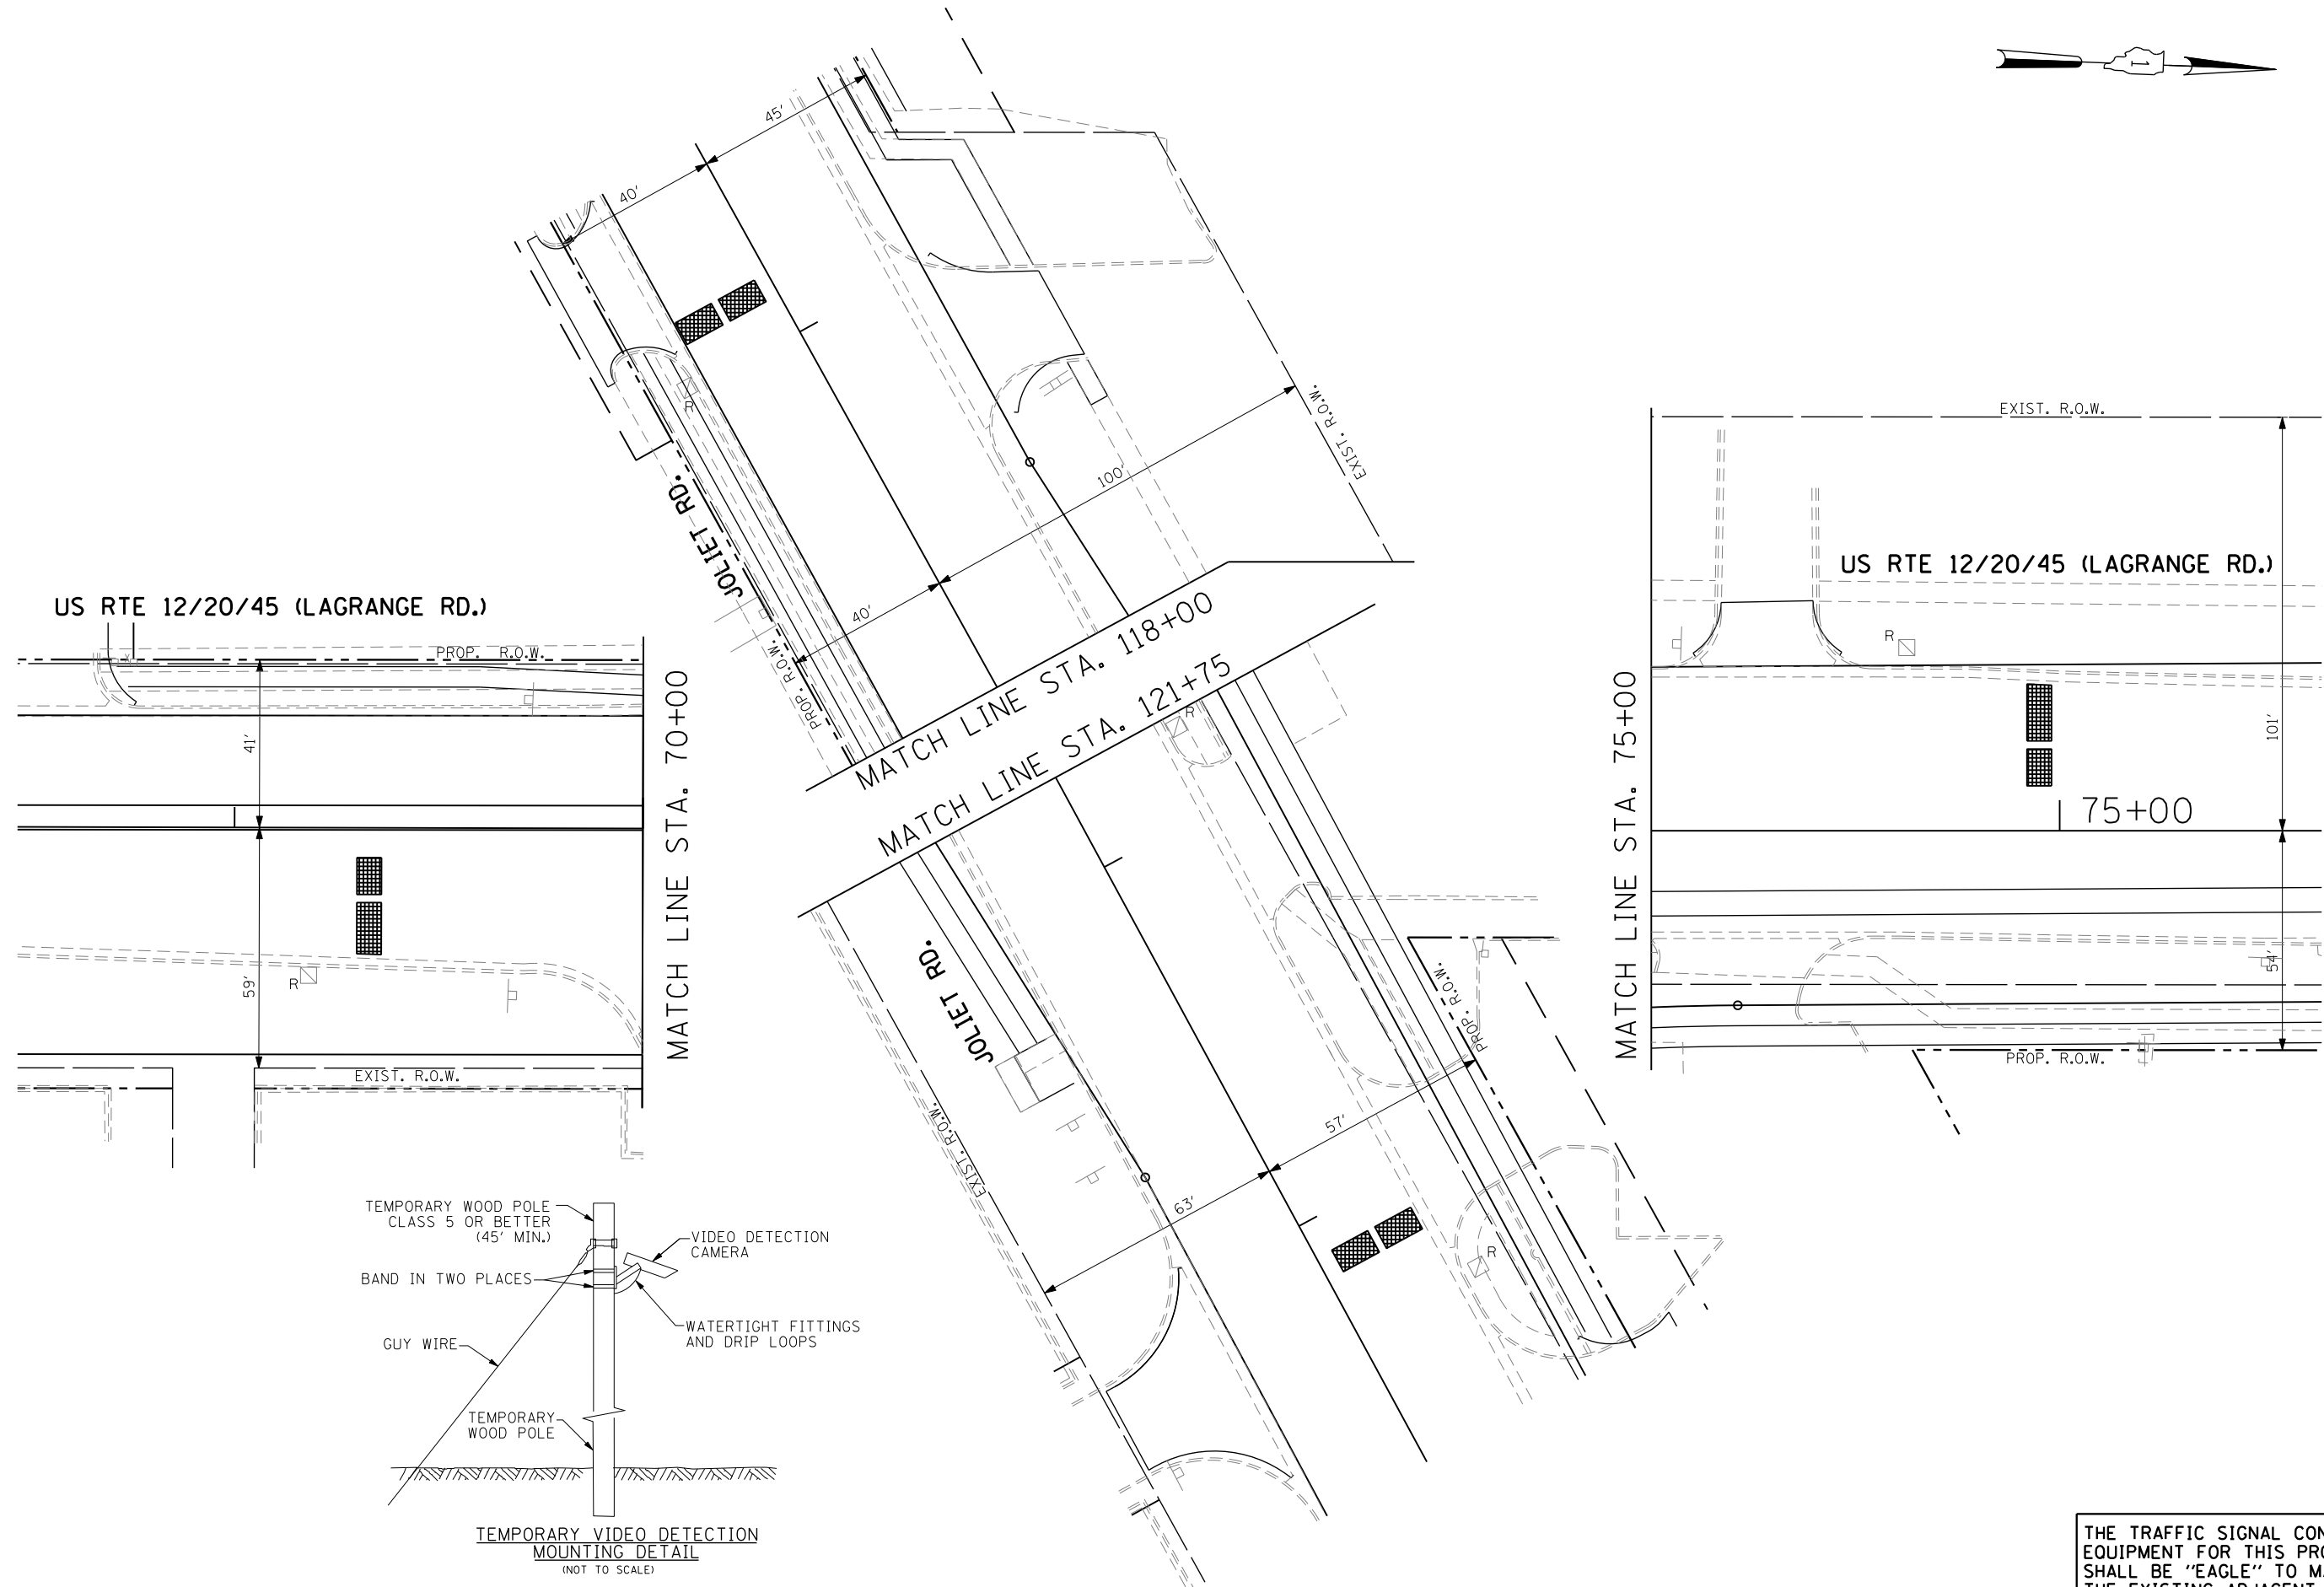 45'
40'
EXIST. R.O.W.
100'
JOLIET RD.
40'
PROP. R.O.W.
R
MATCH LINE STA. 118+00
MATCH LINE STA. 121+75
R
JOLIET RD.
EXIST. R.O.W.
PROP. R.O.W.
57'
63'
R
US RTE 12/20/45 (LAGRANGE RD.)
PROP. R.O.W.
41'
59'
R
EXIST. R.O.W.
MATCH LINE STA. 70+00
EXIST. R.O.W.
US RTE 12/20/45 (LAGRANGE RD.)
R
MATCH LINE STA. 75+00
101'
75+00
54'
PROP. R.O.W.
TEMPORARY WOOD POLE
CLASS 5 OR BETTER
(45' MIN.)
VIDEO DETECTION
CAMERA
BAND IN TWO PLACES
WATERTIGHT FITTINGS
AND DRIP LOOPS
GUY WIRE
TEMPORARY
WOOD POLE
TEMPORARY VIDEO DETECTION
MOUNTING DETAIL
(NOT TO SCALE)
THE TRAFFIC SIGNAL CON
EQUIPMENT FOR THIS PRO
SHALL BE "EAGLE" TO M
THE EXISTING ADJACENT